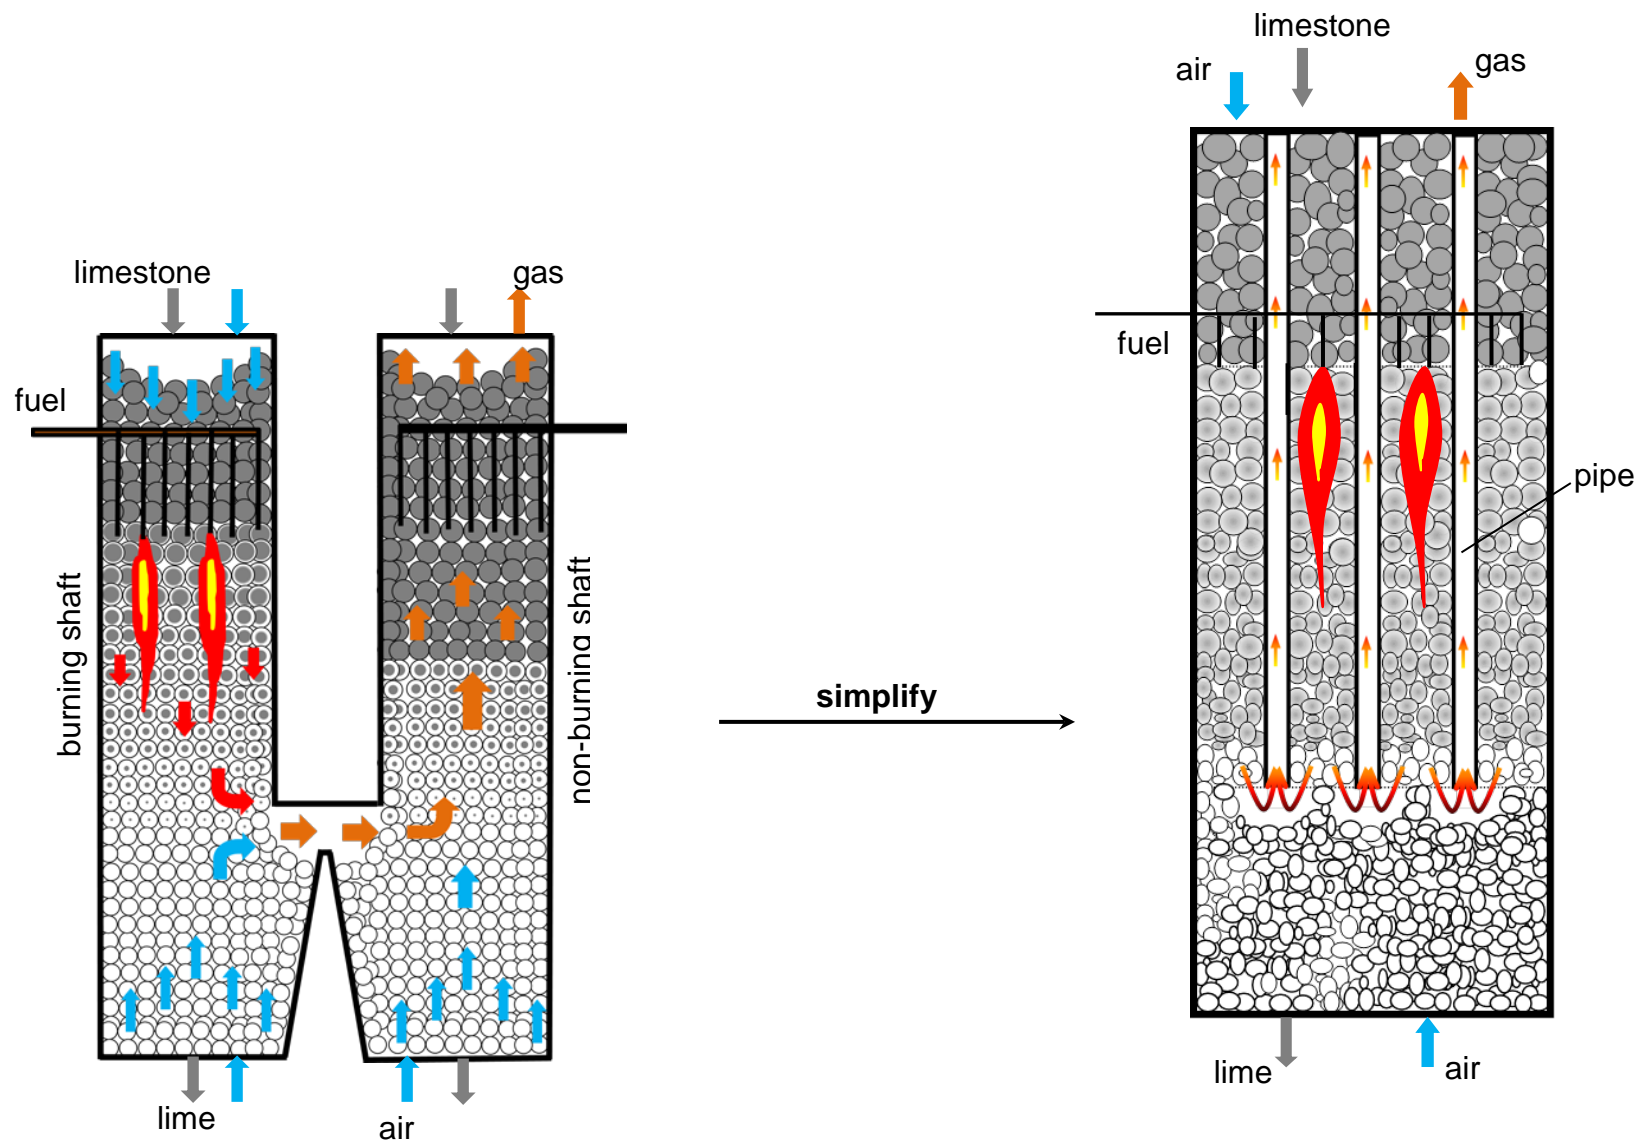 limestone
gas
fuel
burning shaft
non-burning shaft
lime
air
simplify
limestone
air
gas
fuel
pipe
lime
air